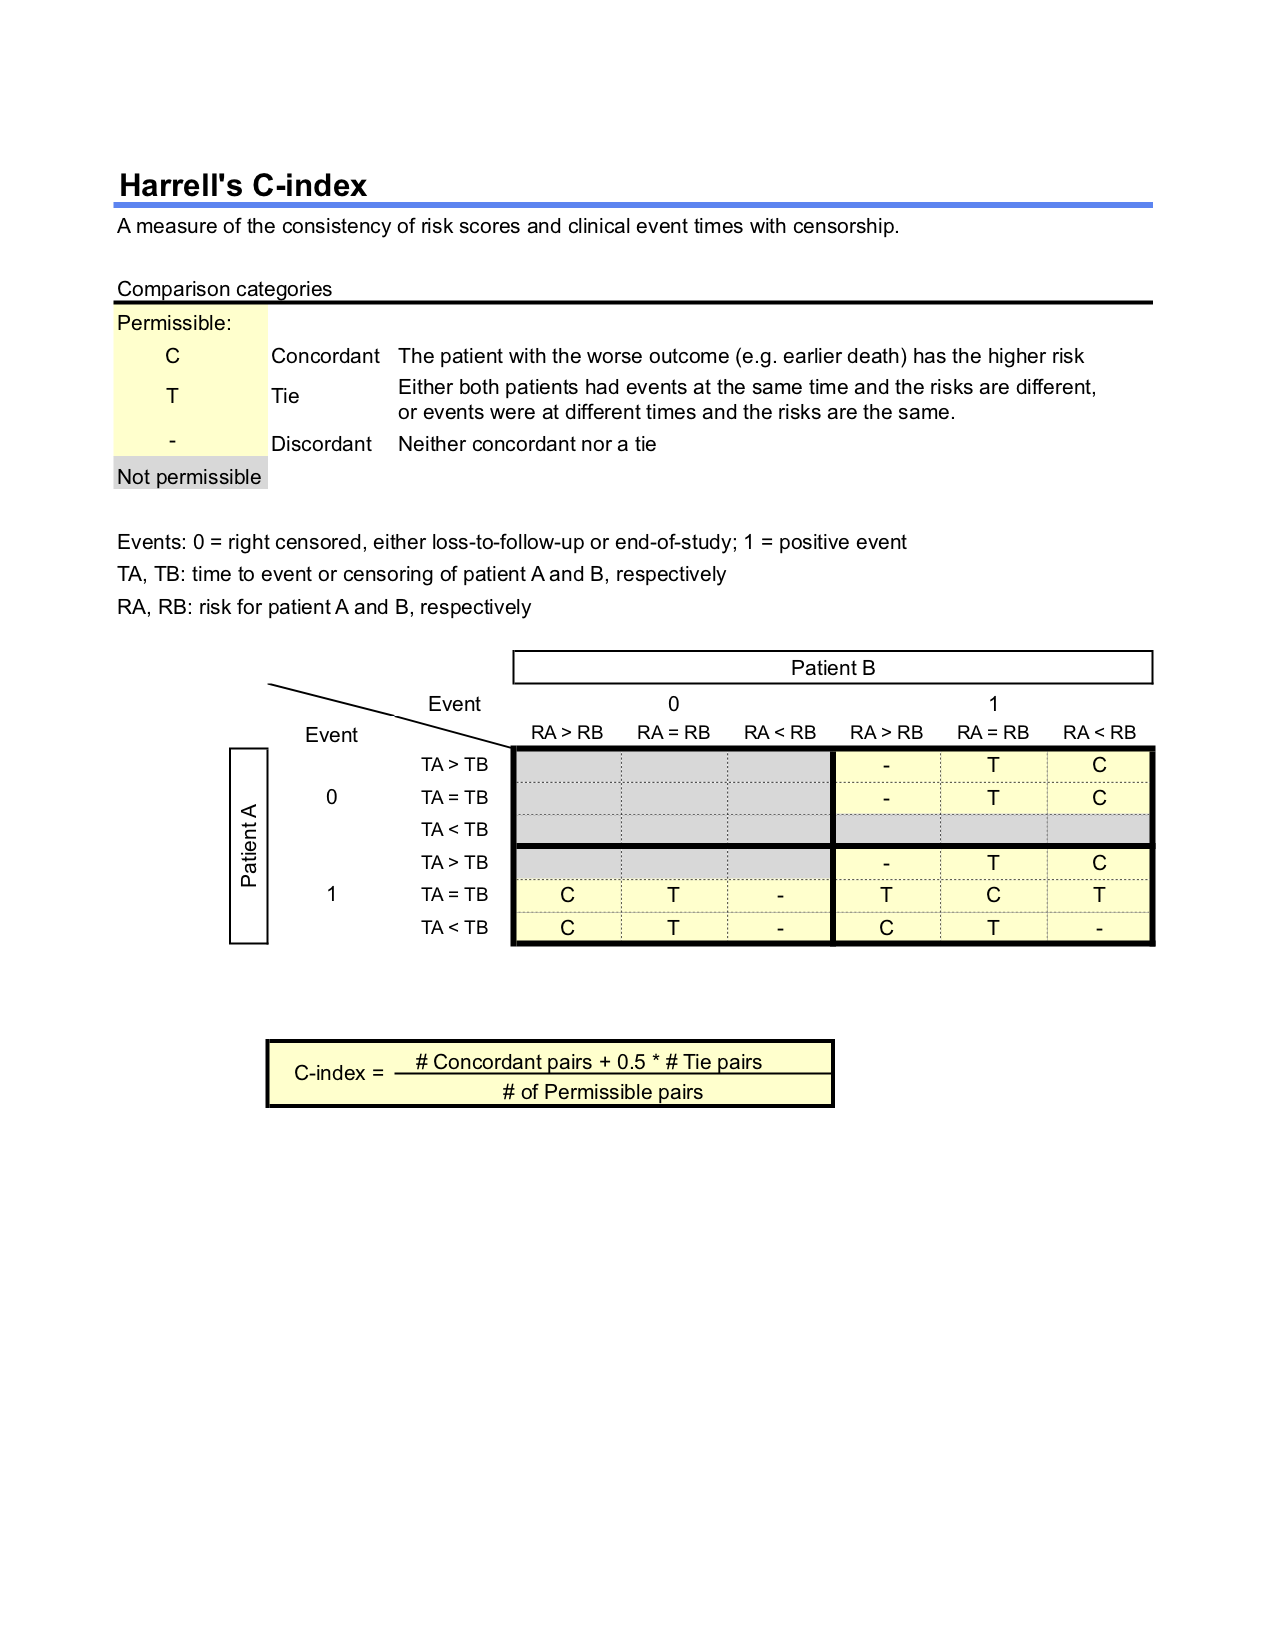 Harrell's C-index
A measure of the consistency of risk scores and clinical event times with censorship.
Comparison categories
Permissible:
C Concordant The patient with the worse outcome (e.g. earlier death) has the higher risk
T Tie Either both patients had events at the same time and the risks are different,
or events were at different times and the risks are the same.
- Discordant Neither concordant nor a tie
Not permissible
Events: 0 = right censored, either loss-to-follow-up or end-of-study; 1 = positive event
TA, TB: time to event or censoring of patient A and B, respectively
RA, RB: risk for patient A and B, respectively
Patient B
Event 0 1
Event RA > RB RA = RB RA < RB RA > RB RA = RB RA < RB
Patient A
TA > TB - T C
0 TA = TB - T C
TA < TB
TA > TB - T C
1 TA = TB C T - T C T
TA < TB C T - C T -
# Concordant pairs + 0.5 * # Tie pairs
C-index =
# of Permissible pairs